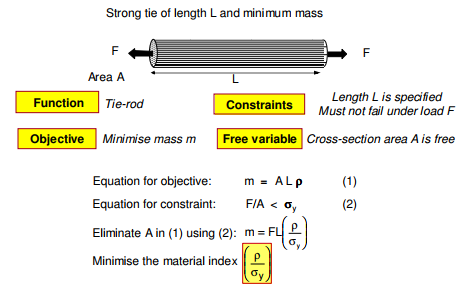 Strong tie of length L and minimum mass
F F
Area A L
Function Tie-rod
Constraints Length L is specified
Must not fail under load F
Objective Minimise mass m
Free variable Cross-section area A is free
Equation for objective: m = A L ρ (1)
Equation for constraint: F/A < σy (2)
Eliminate A in (1) using (2): m = FL(ρ/σy)
Minimise the material index (ρ/σy)